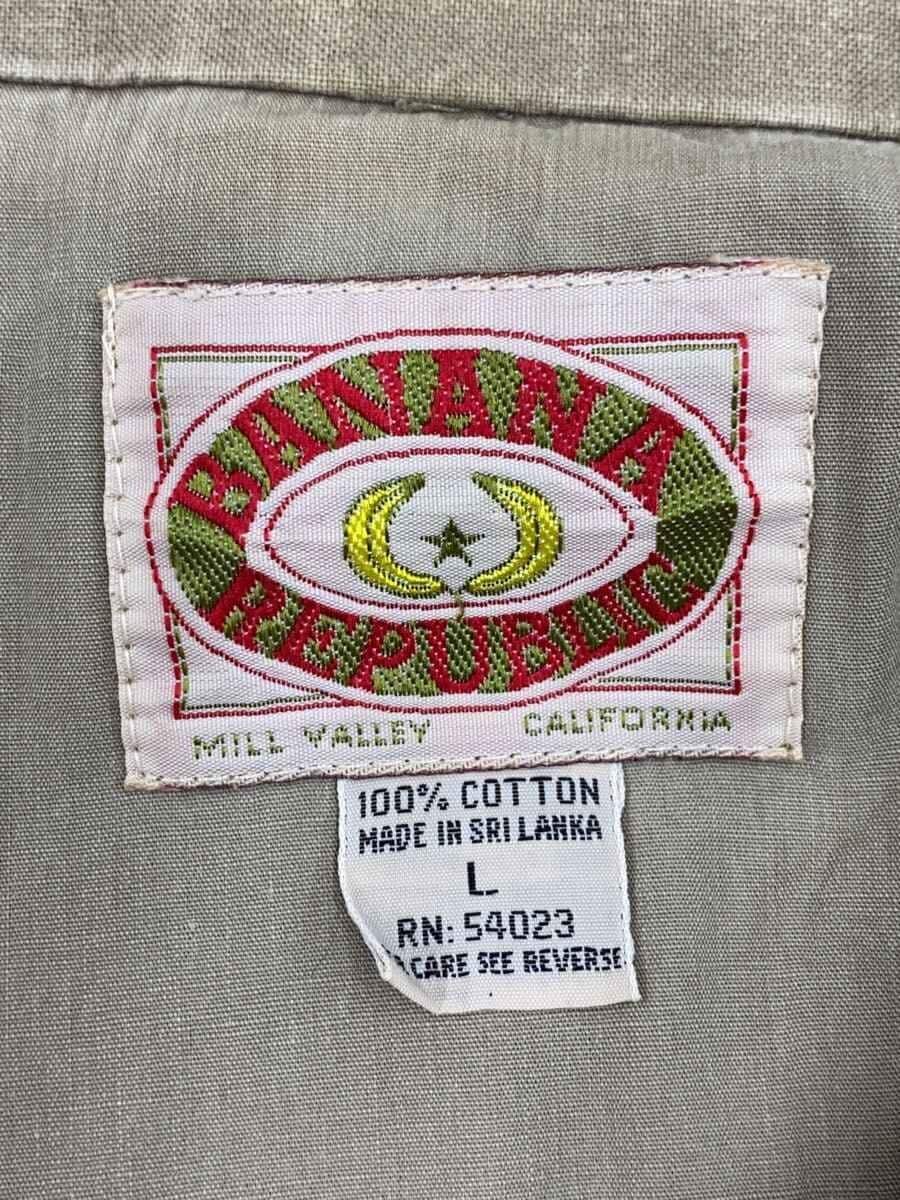 BANANA
REPUBLIC
MILL VALLEY CALIFORNIA
100% COTTON
MADE IN SRI LANKA
L
RN: 54023
CARE SEE REVERSE